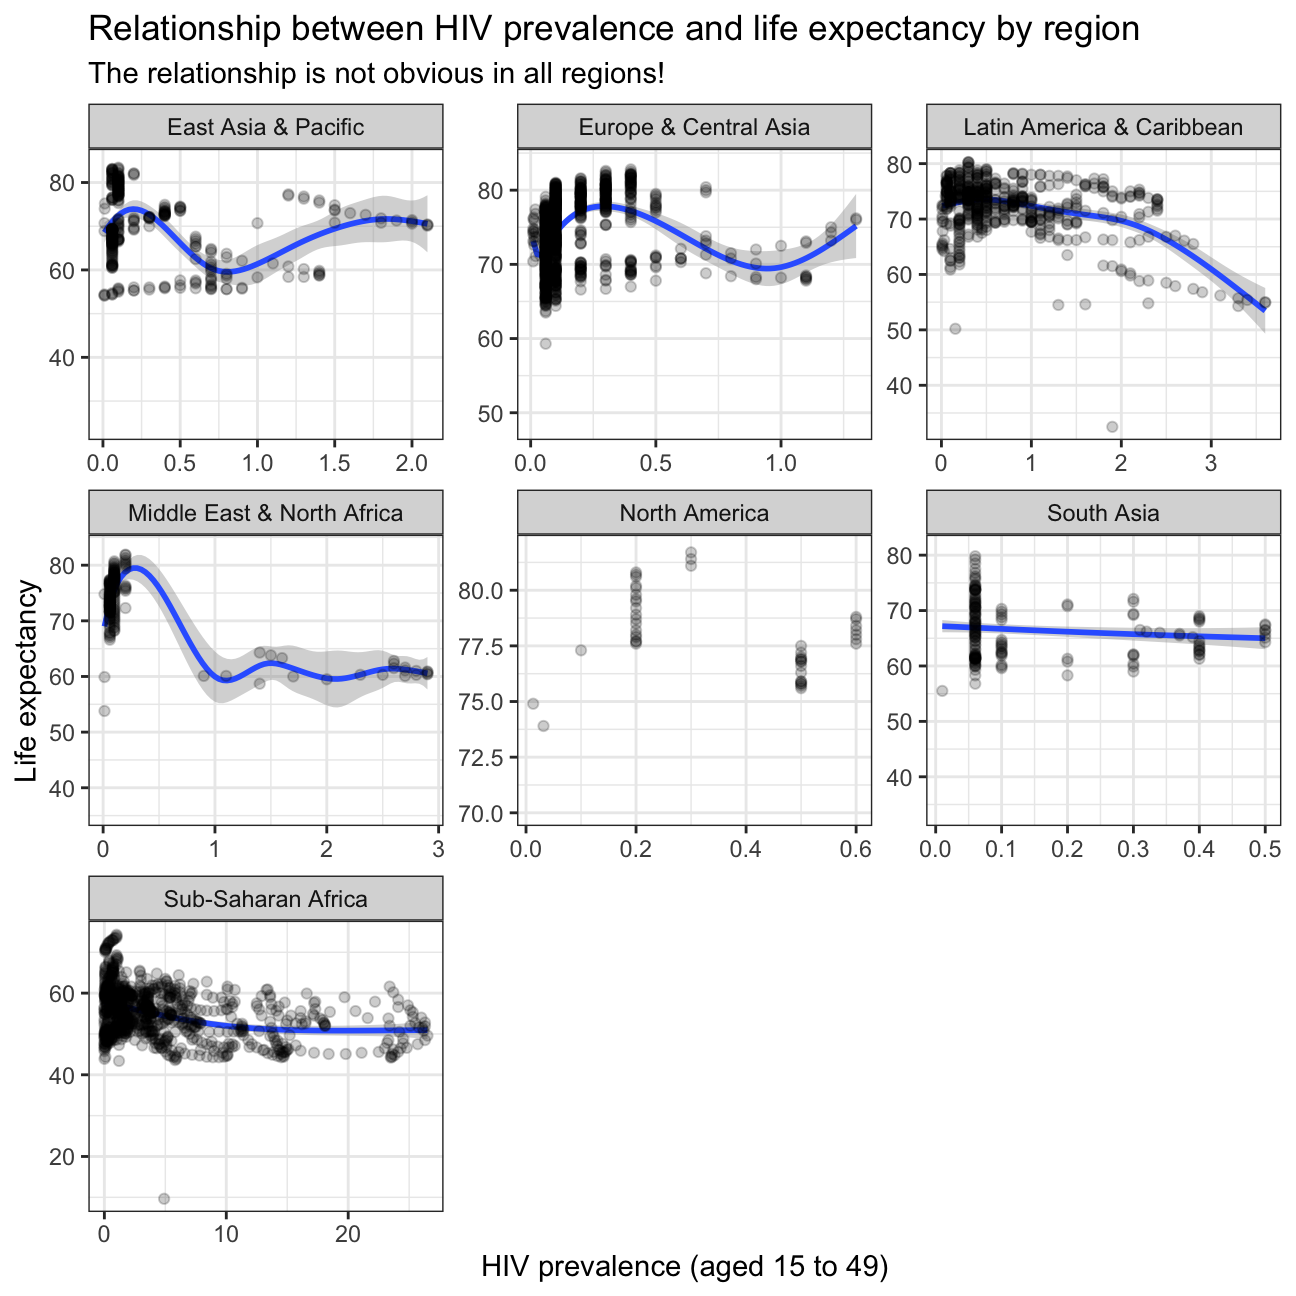 Relationship between HIV prevalence and life expectancy by region
The relationship is not obvious in all regions!
East Asia & Pacific
Europe & Central Asia
Latin America & Caribbean
80
60
40
0.0 0.5 1.0 1.5 2.0
80
70
60
50
0.0 0.5 1.0
80
70
60
50
40
0 1 2 3
Middle East & North Africa
North America
South Asia
Life expectancy
80
70
60
50
40
0 1 2 3
80.0
77.5
75.0
72.5
70.0
0.0 0.2 0.4 0.6
80
70
60
50
40
0.0 0.1 0.2 0.3 0.4 0.5
Sub-Saharan Africa
60
40
20
0 10 20
HIV prevalence (aged 15 to 49)